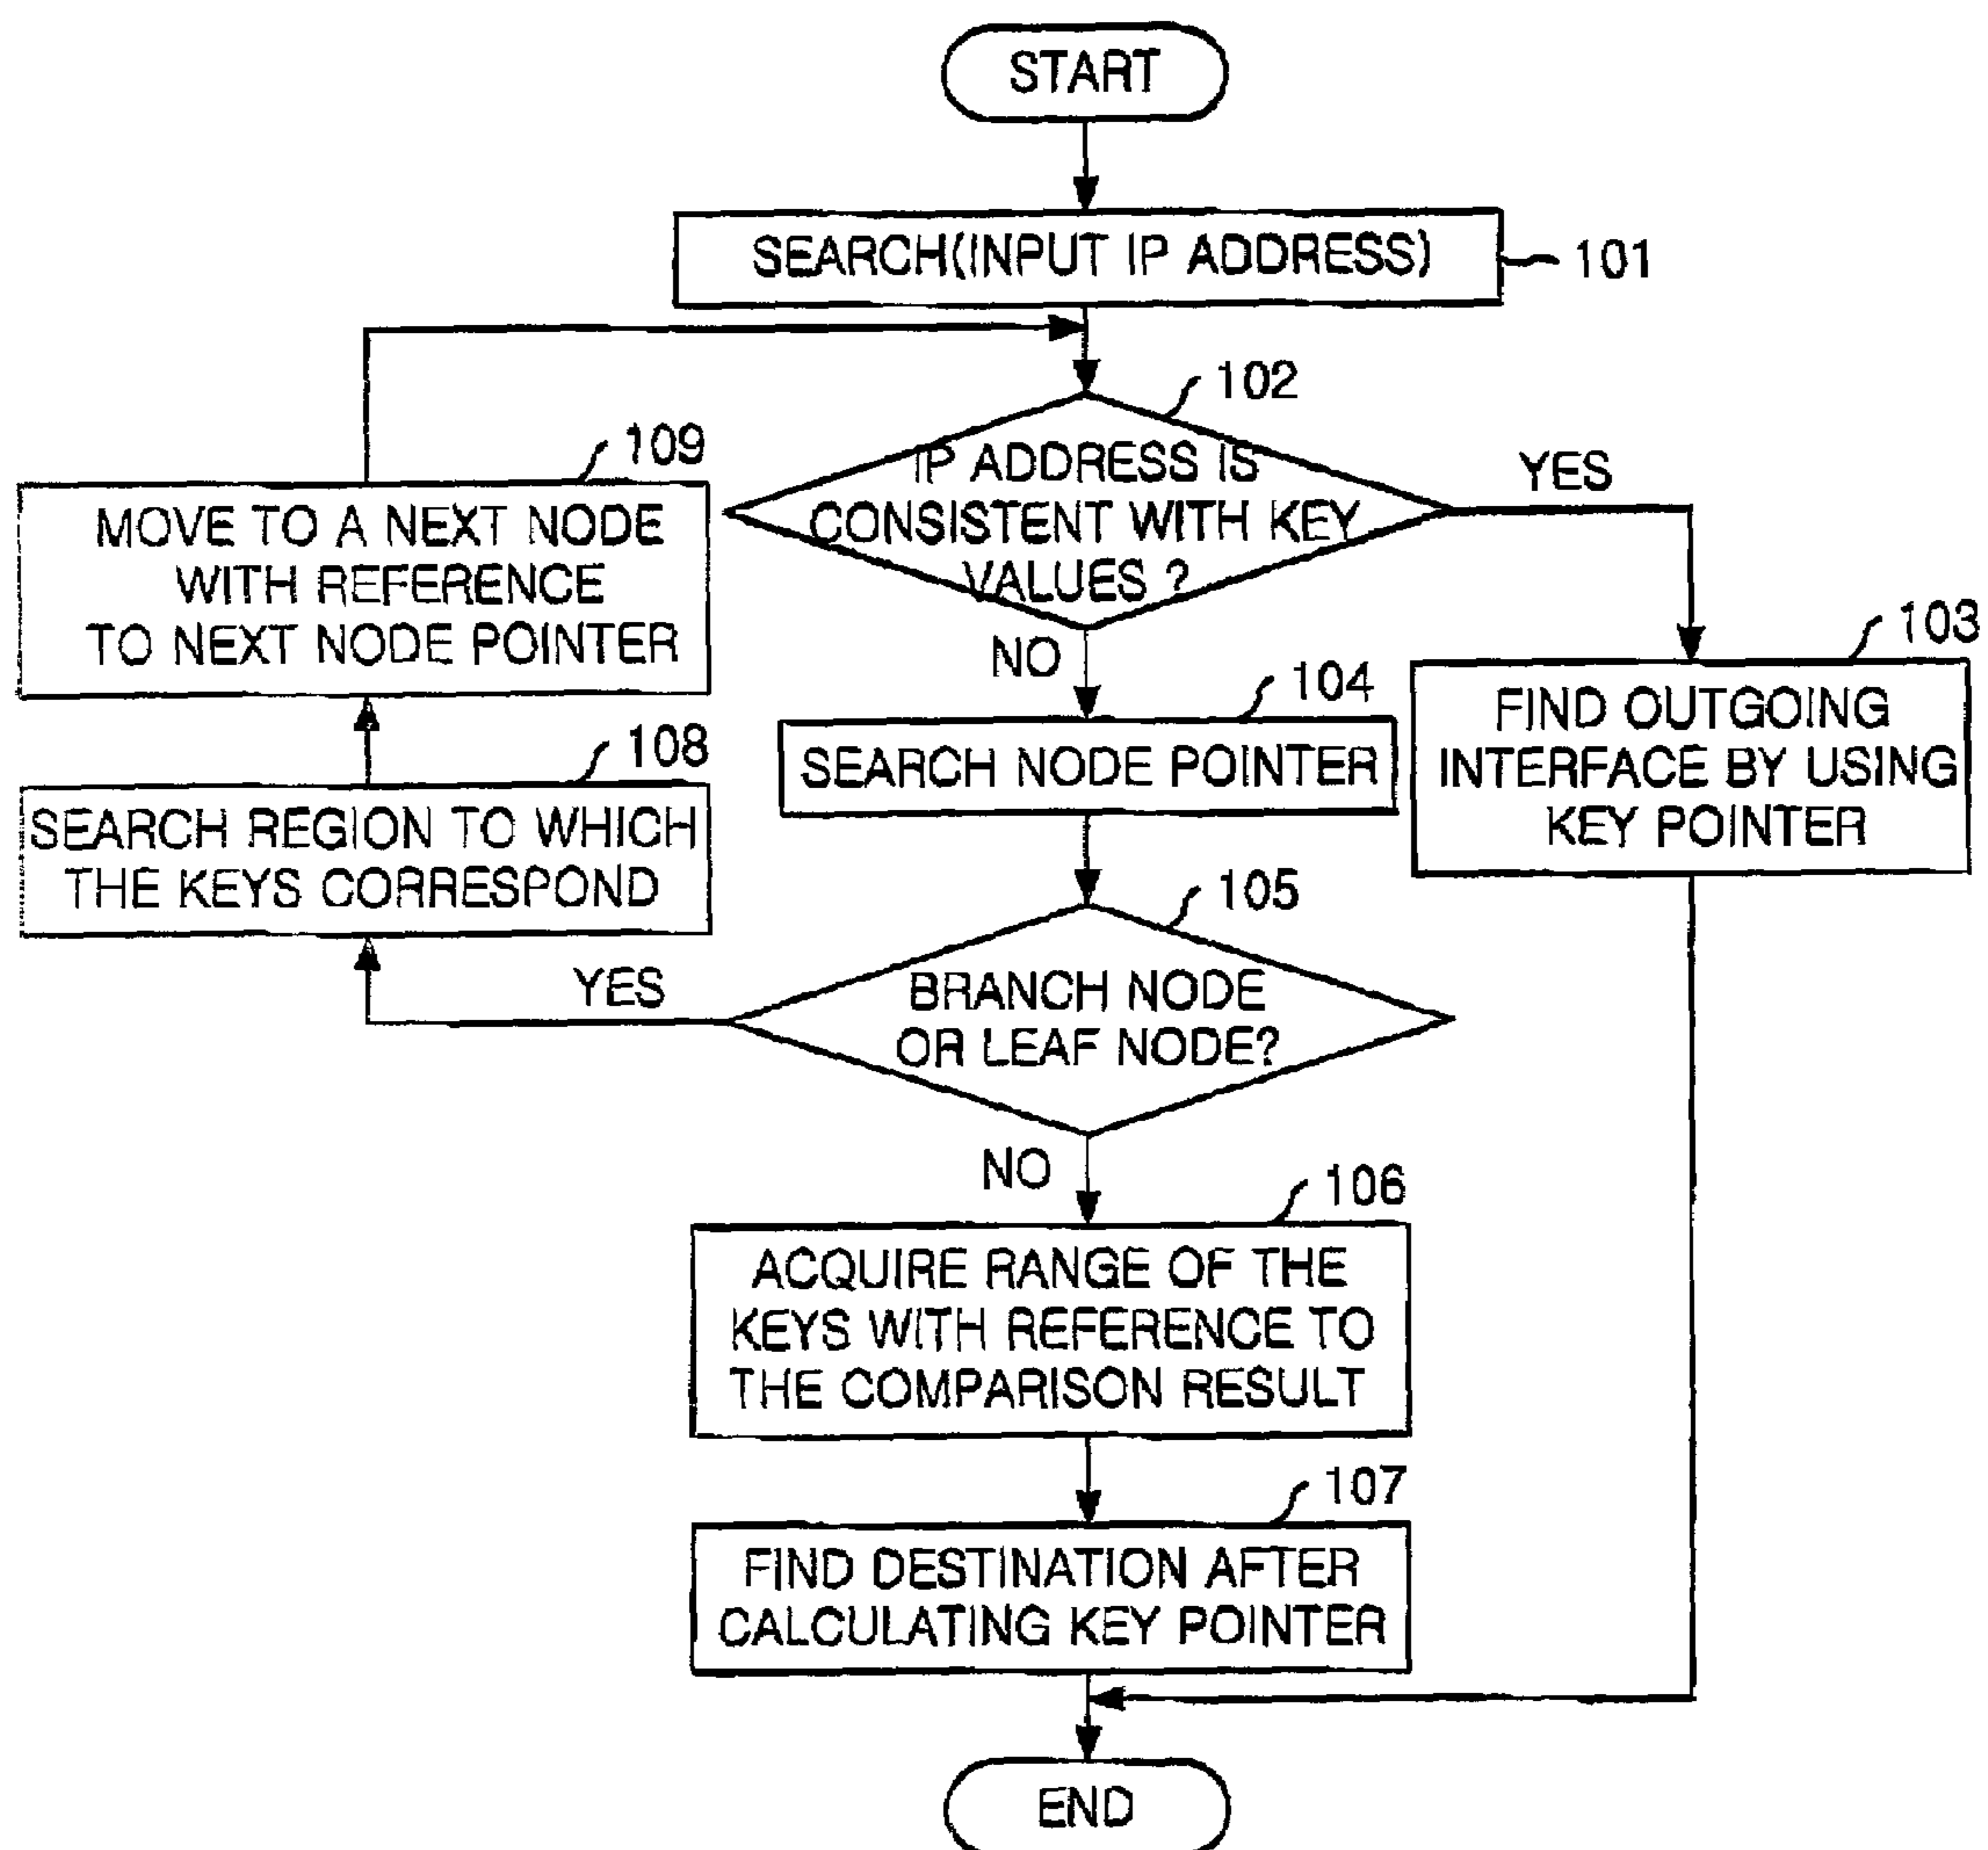 START
SEARCH(INPUT IP ADDRESS)
101
102
IP ADDRESS IS
CONSISTENT WITH KEY
VALUES ?
YES
NO
103
FIND OUTGOING
INTERFACE BY USING
KEY POINTER
104
SEARCH NODE POINTER
105
BRANCH NODE
OR LEAF NODE?
YES
NO
106
ACQUIRE RANGE OF THE
KEYS WITH REFERENCE TO
THE COMPARISON RESULT
107
FIND DESTINATION AFTER
CALCULATING KEY POINTER
108
SEARCH REGION TO WHICH
THE KEYS CORRESPOND
109
MOVE TO A NEXT NODE
WITH REFERENCE
TO NEXT NODE POINTER
END